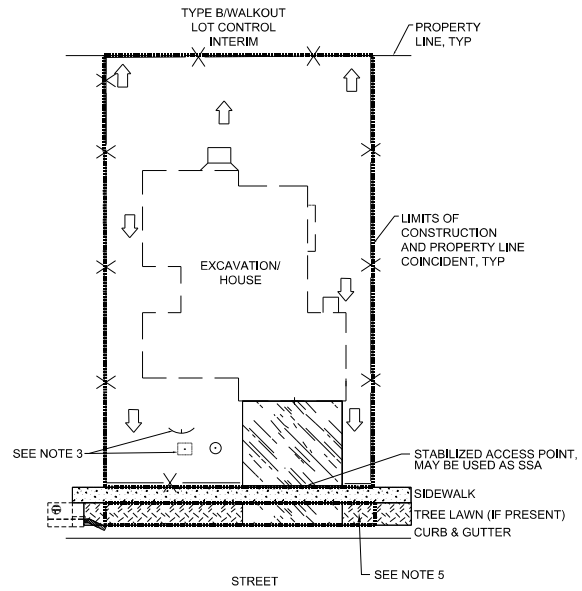 TYPE B/WALKOUT
LOT CONTROL
INTERIM
PROPERTY
LINE, TYP
LIMITS OF
CONSTRUCTION
AND PROPERTY LINE
COINCIDENT, TYP
EXCAVATION/
HOUSE
SEE NOTE 3
STABILIZED ACCESS POINT,
MAY BE USED AS SSA
SIDEWALK
TREE LAWN (IF PRESENT)
CURB & GUTTER
SEE NOTE 5
STREET